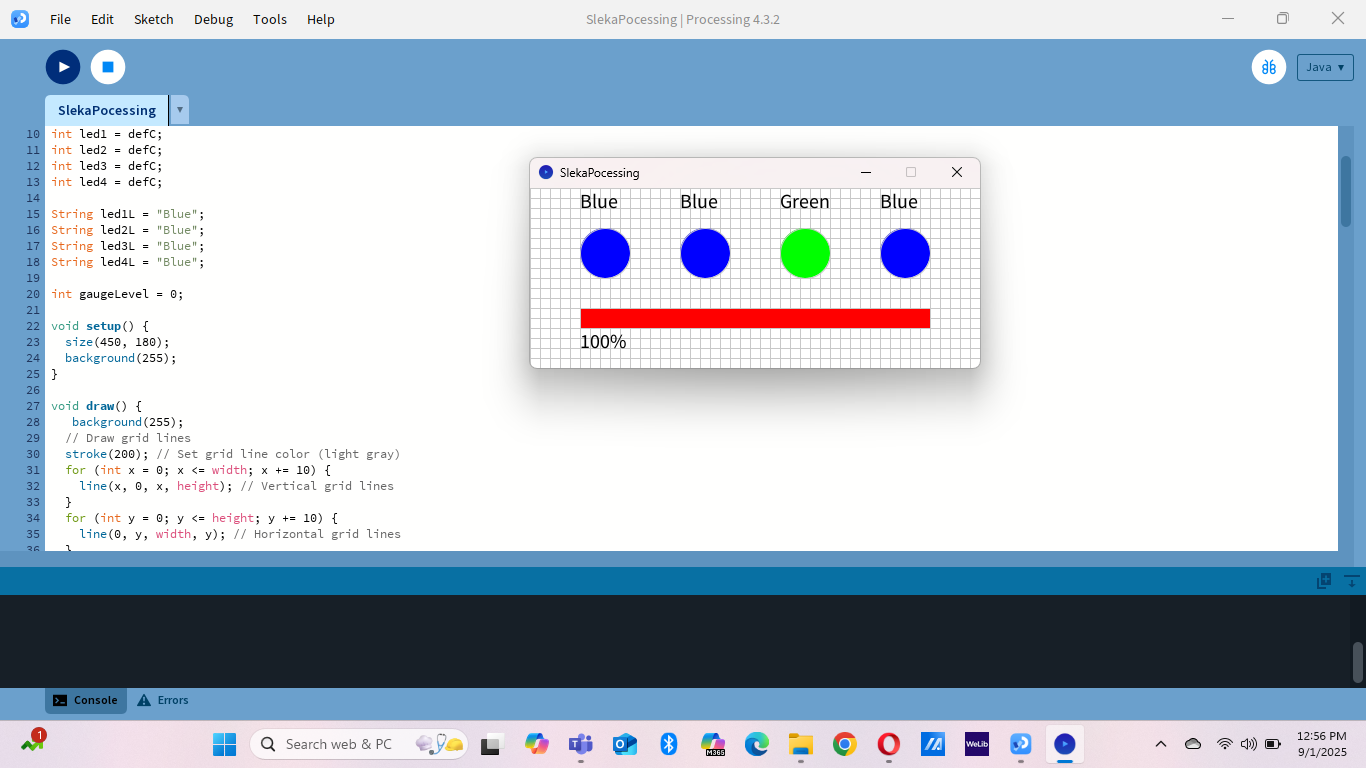 File Edit Sketch Debug Tools Help
SlekaPocessing | Processing 4.3.2
Java ▾
SlekaPocessing ▾
10 int led1 = defC;
11 int led2 = defC;
12 int led3 = defC;
13 int led4 = defC;
14
15 String led1L = "Blue";
16 String led2L = "Blue";
17 String led3L = "Blue";
18 String led4L = "Blue";
19
20 int gaugeLevel = 0;
21
22 void setup() {
23   size(450, 180);
24   background(255);
25 }
26
27 void draw() {
28    background(255);
29   // Draw grid lines
30   stroke(200); // Set grid line color (light gray)
31   for (int x = 0; x <= width; x += 10) {
32     line(x, 0, x, height); // Vertical grid lines
33   }
34   for (int y = 0; y <= height; y += 10) {
35     line(0, y, width, y); // Horizontal grid lines
36   }
SlekaPocessing
Blue Blue Green Blue
100%
Console Errors
1
Search web & PC
M365
WeLib
12:56 PM
9/1/2025